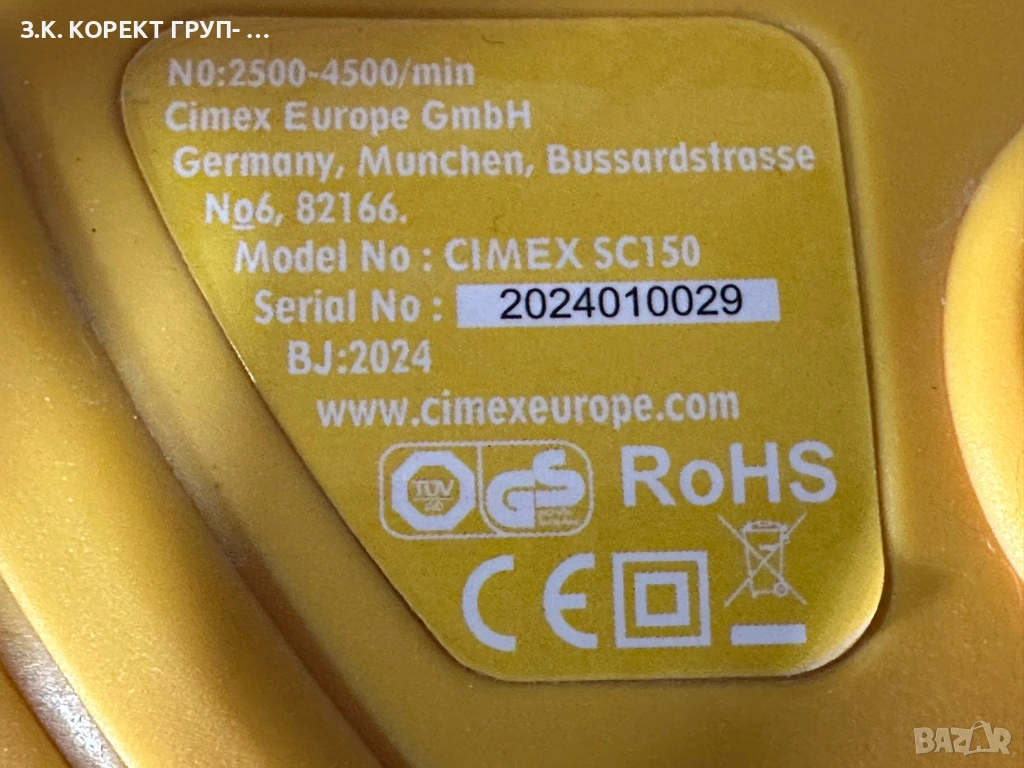 З.К. КОРЕКТ ГРУП- ...
N0:2500-4500/min
Cimex Europe GmbH
Germany, Munchen, Bussardstrasse
No6, 82166.
Model No : CIMEX SC150
Serial No : 2024010029
BJ:2024
www.cimexeurope.com
TÜV GS RoHS
CE
BAZAR